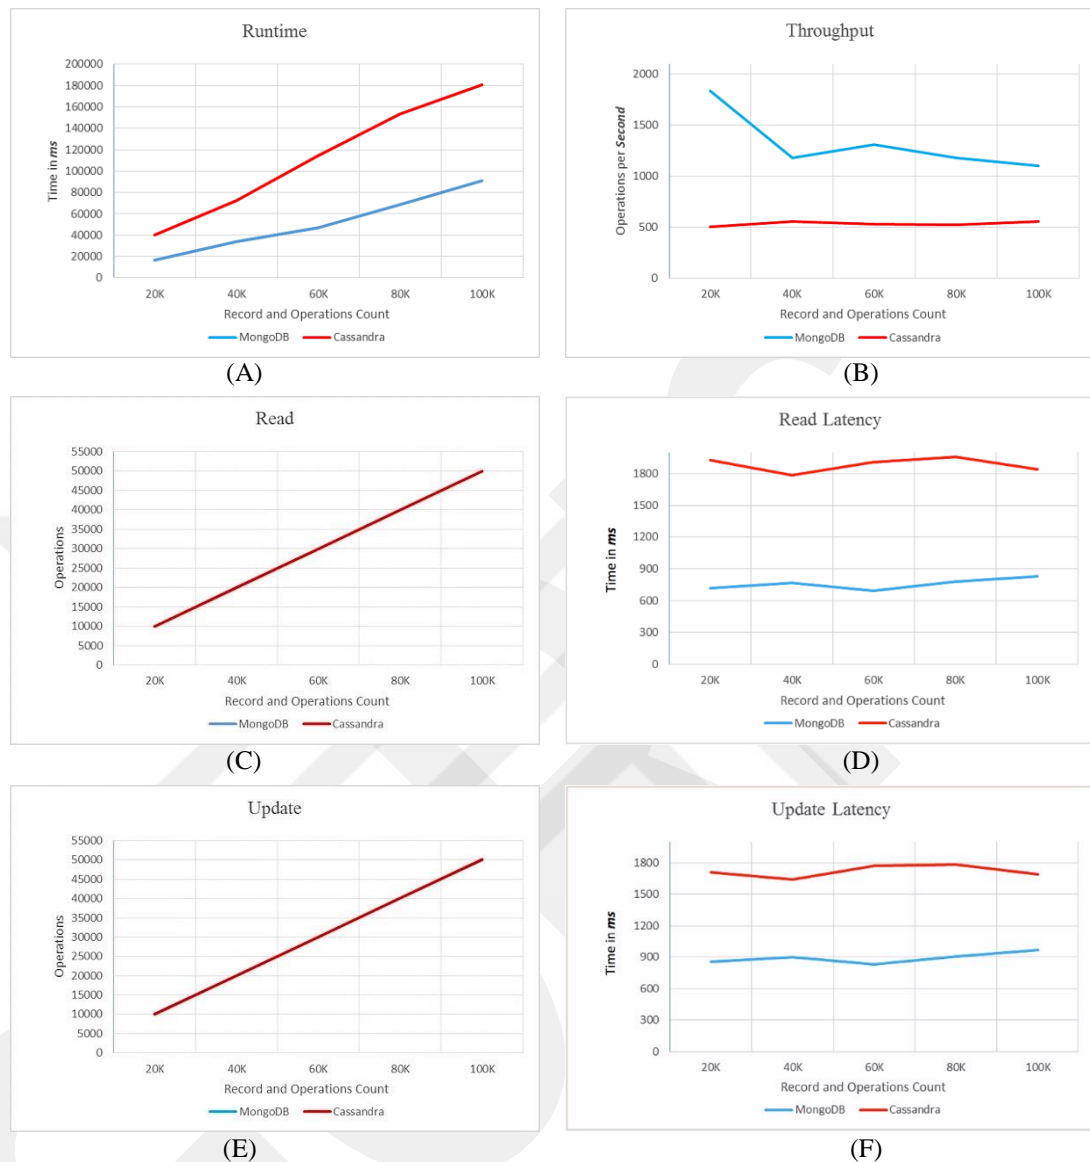 Runtime
200000
180000
160000
140000
120000
100000
80000
60000
40000
20000
0
Time in ms
20K 40K 60K 80K 100K
Record and Operations Count
MongoDB Cassandra
(A)
Throughput
2000
1500
1000
500
0
Operations per Second
20K 40K 60K 80K 100K
Record and Operations Count
MongoDB Cassandra
(B)
Read
55000
50000
45000
40000
35000
30000
25000
20000
15000
10000
5000
0
Operations
20K 40K 60K 80K 100K
Record and Operations Count
MongoDB Cassandra
(C)
Read Latency
1800
1500
1200
900
600
300
0
Time in ms
20K 40K 60K 80K 100K
Record and Operations Count
MongoDB Cassandra
(D)
Update
55000
50000
45000
40000
35000
30000
25000
20000
15000
10000
5000
0
Operations
20K 40K 60K 80K 100K
Record and Operations Count
MongoDB Cassandra
(E)
Update Latency
1800
1500
1200
900
600
300
0
Time in ms
20K 40K 60K 80K 100K
Record and Operations Count
MongoDB Cassandra
(F)